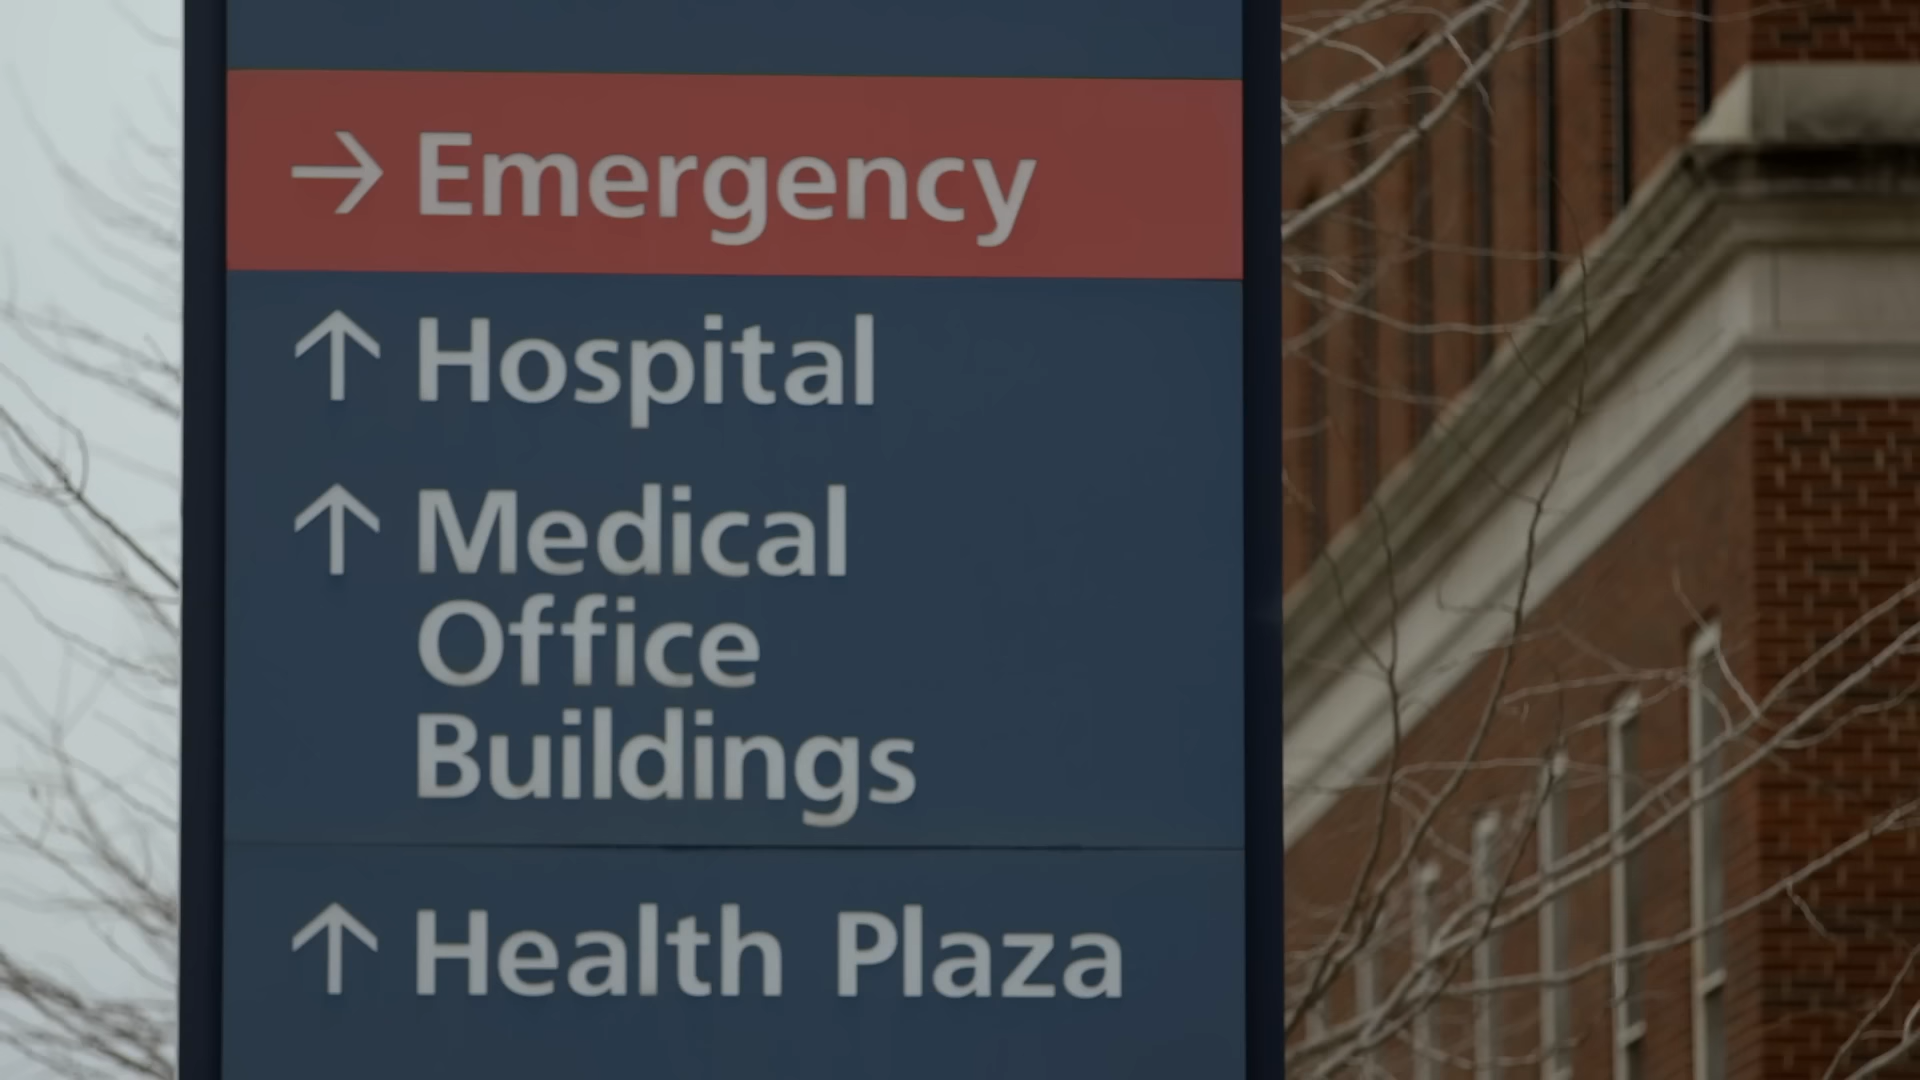 → Emergency
↑ Hospital
↑ Medical
Office
Buildings
↑ Health Plaza